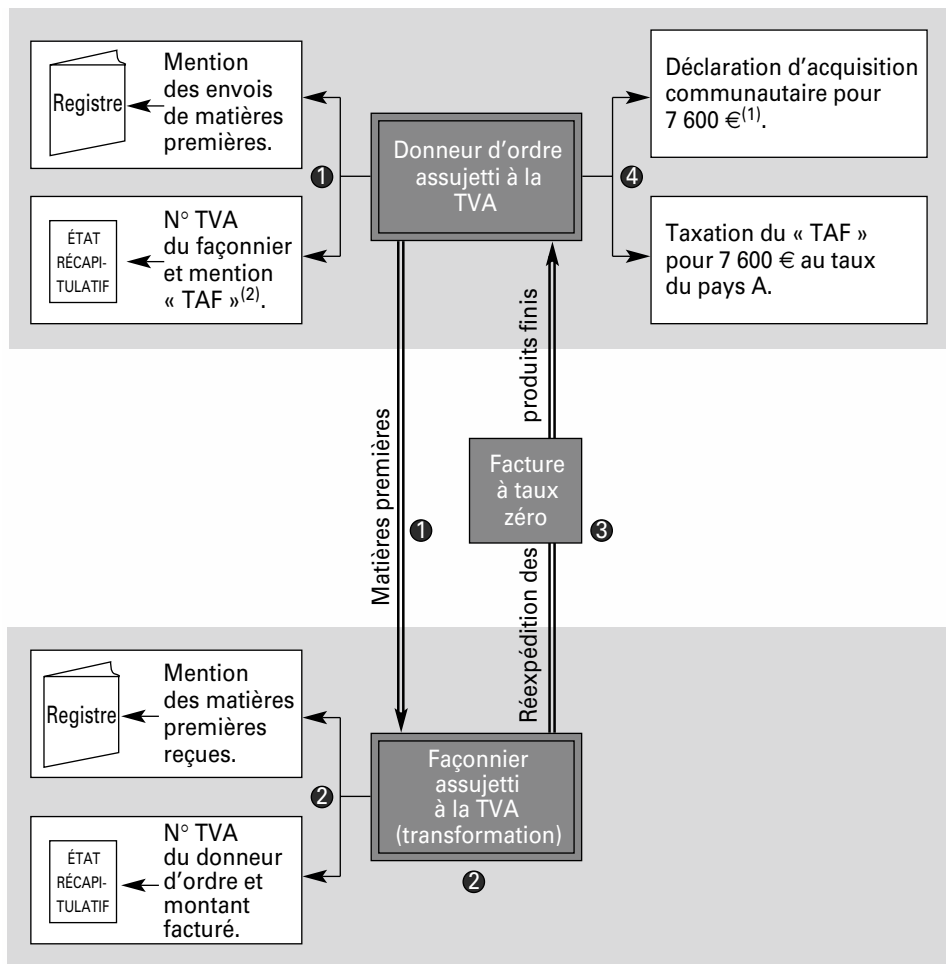 Registre
Mention
des envois
de matières
premières.
❶
ÉTAT
RÉCAPI-
TULATIF
N° TVA
du façonnier
et mention
« TAF »(2).
Donneur d'ordre
assujetti à la
TVA
❹
Déclaration d'acquisition
communautaire pour
7 600 €(1).
Taxation du « TAF »
pour 7 600 € au taux
du pays A.
Matières premières
❶
Réexpédition des
produits finis
Facture
à taux
zéro
❸
Registre
Mention
des matières
premières
reçues.
❷
ÉTAT
RÉCAPI-
TULATIF
N° TVA
du donneur
d'ordre et
montant
facturé.
Façonnier
assujetti
à la TVA
(transformation)
❷